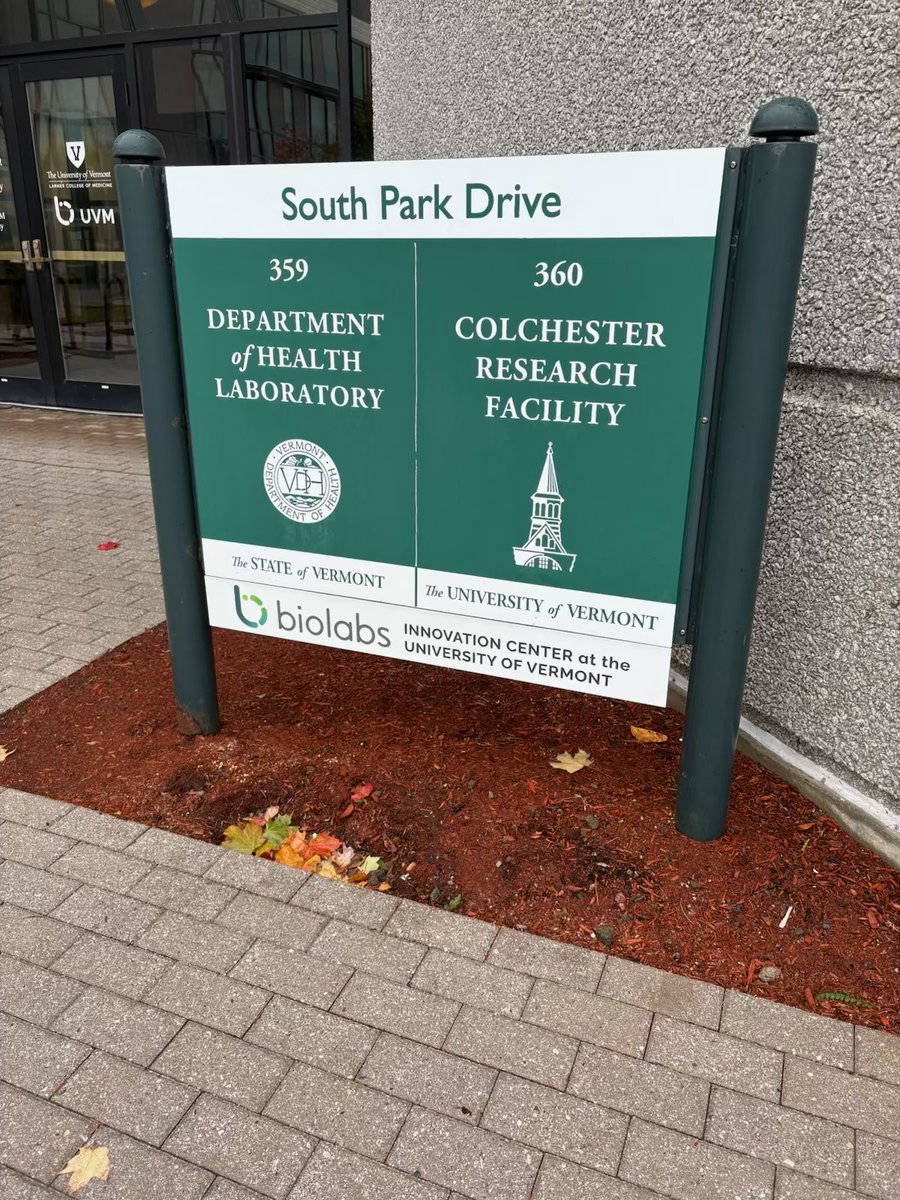 South Park Drive
359
DEPARTMENT
of HEALTH
LABORATORY
VERMONT
DEPARTMENT OF HEALTH
VDH
The STATE of VERMONT
360
COLCHESTER
RESEARCH
FACILITY
The UNIVERSITY of VERMONT
biolabs
INNOVATION CENTER at the
UNIVERSITY OF VERMONT
V
The University of Vermont
LARNER COLLEGE OF MEDICINE
UVM